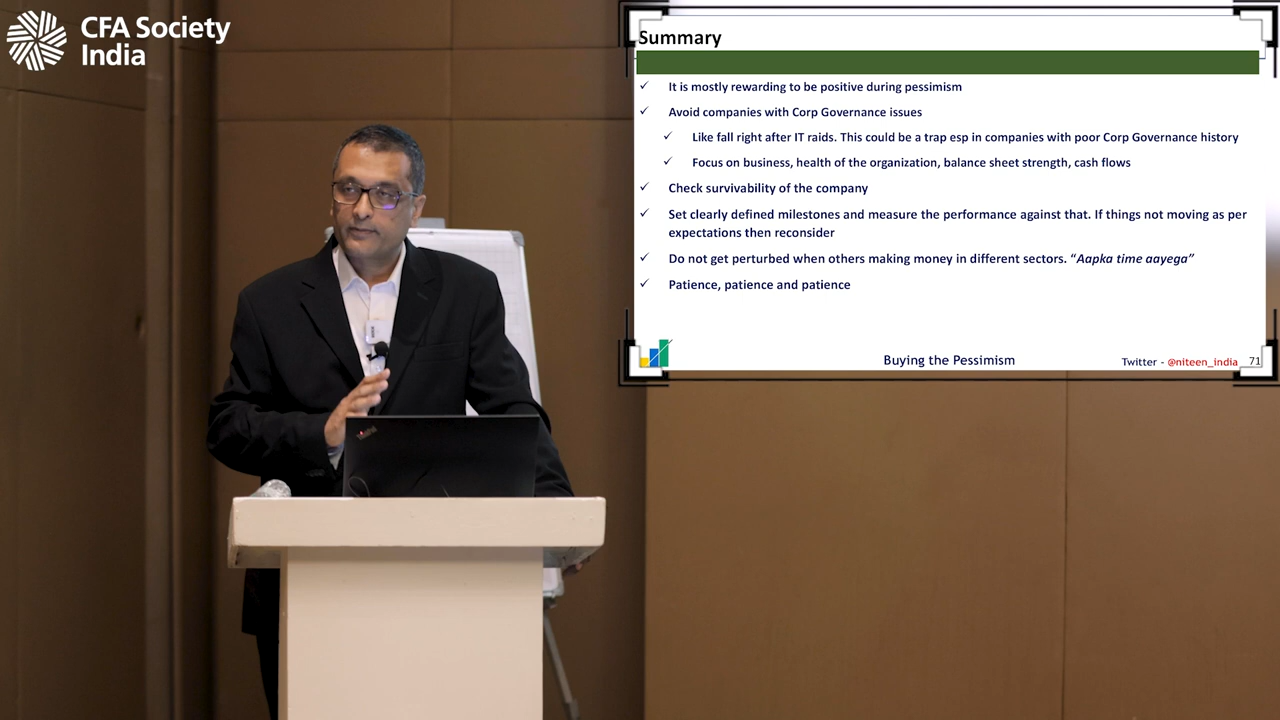 CFA Society
India
Summary
✓ It is mostly rewarding to be positive during pessimism
✓ Avoid companies with Corp Governance issues
✓ Like fall right after IT raids. This could be a trap esp in companies with poor Corp Governance history
✓ Focus on business, health of the organization, balance sheet strength, cash flows
✓ Check survivability of the company
✓ Set clearly defined milestones and measure the performance against that. If things not moving as per
expectations then reconsider
✓ Do not get perturbed when others making money in different sectors. “Aapka time aayega”
✓ Patience, patience and patience
Buying the Pessimism
Twitter - @niteen_india 71